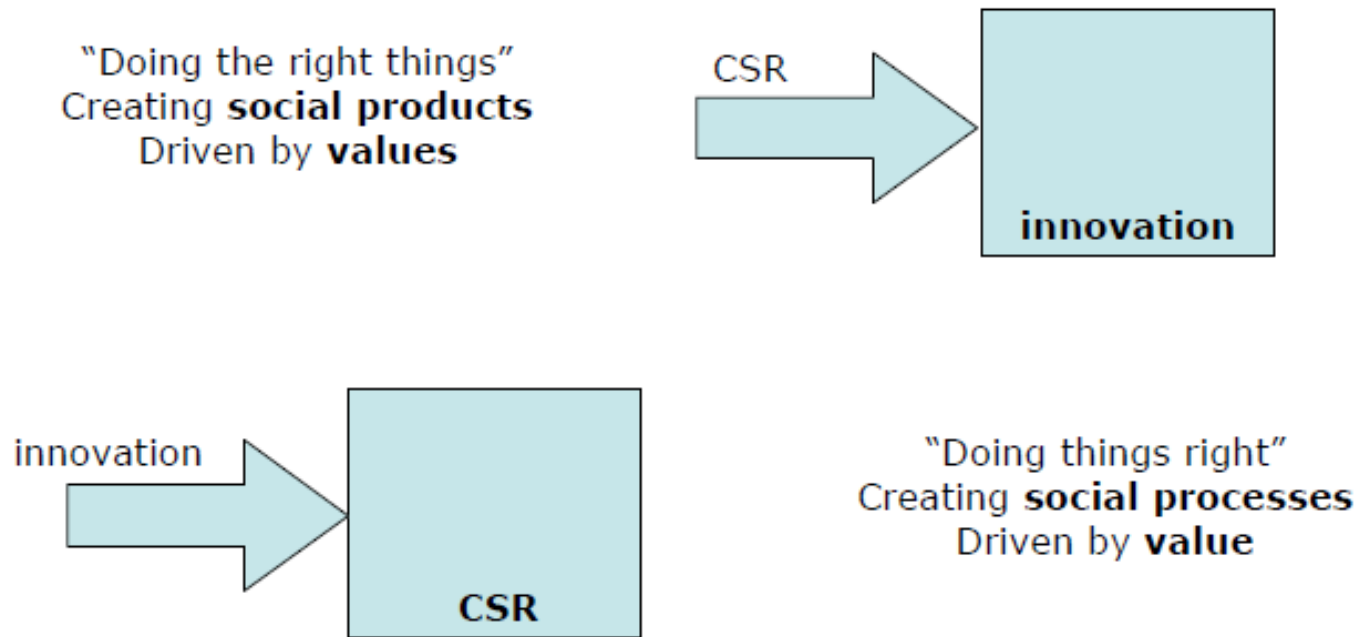 “Doing the right things”
Creating social products
Driven by values
CSR
innovation
innovation
CSR
“Doing things right”
Creating social processes
Driven by value